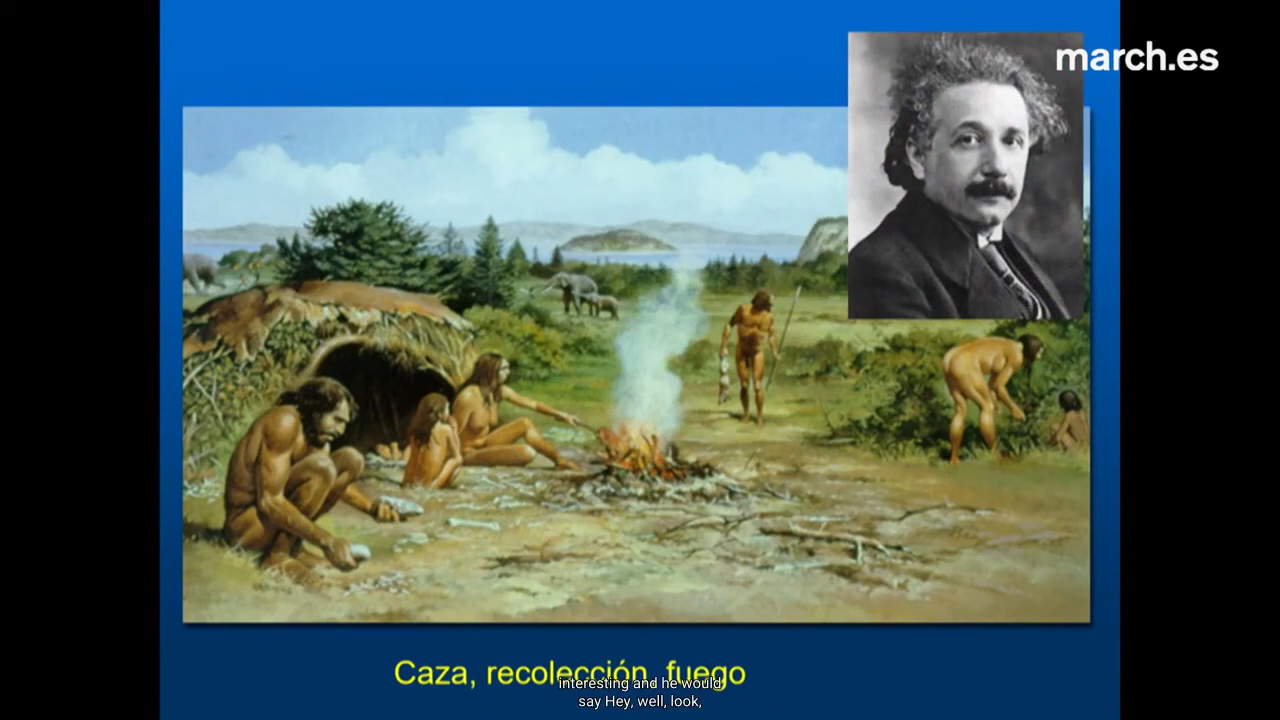 march.es
Caza, recolección, fuego
interesting and he would
say Hey, well, look,